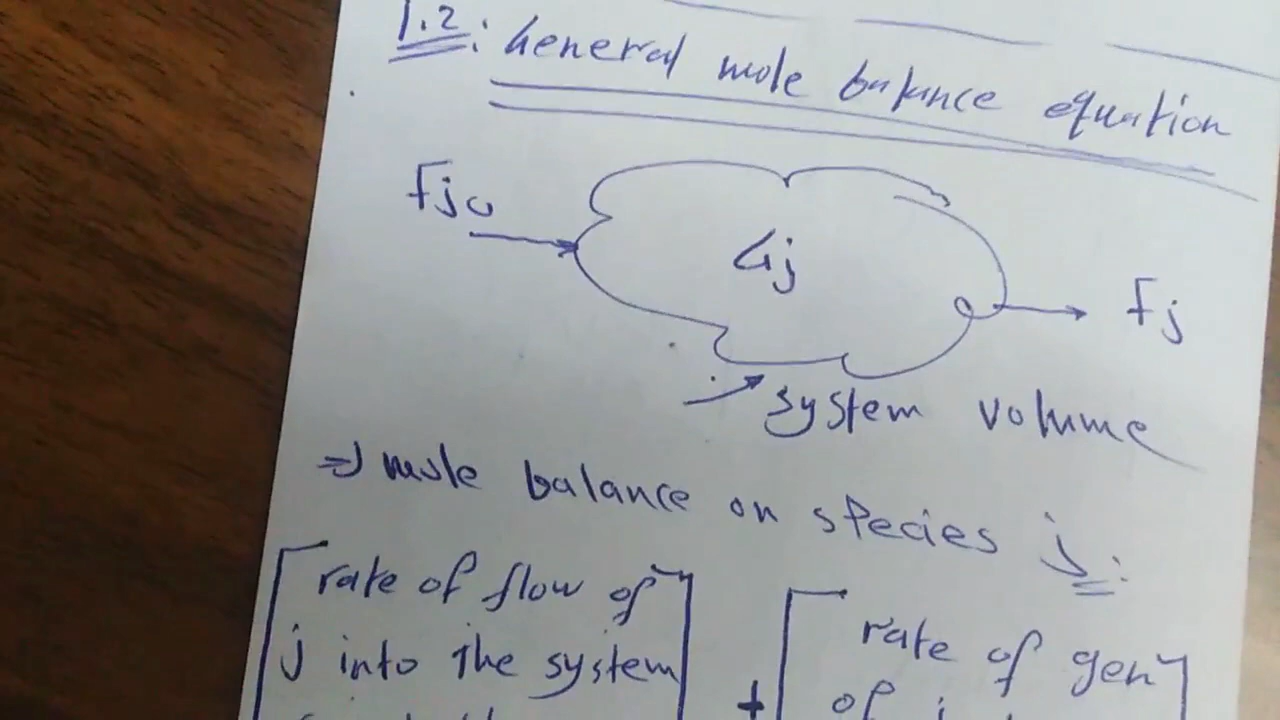 1.2: General mole balance equation
Fjo
Gj
Fj
system volume
⇒ mole balance on species j:
rate of flow of
j into the system
+
rate of gen
of j